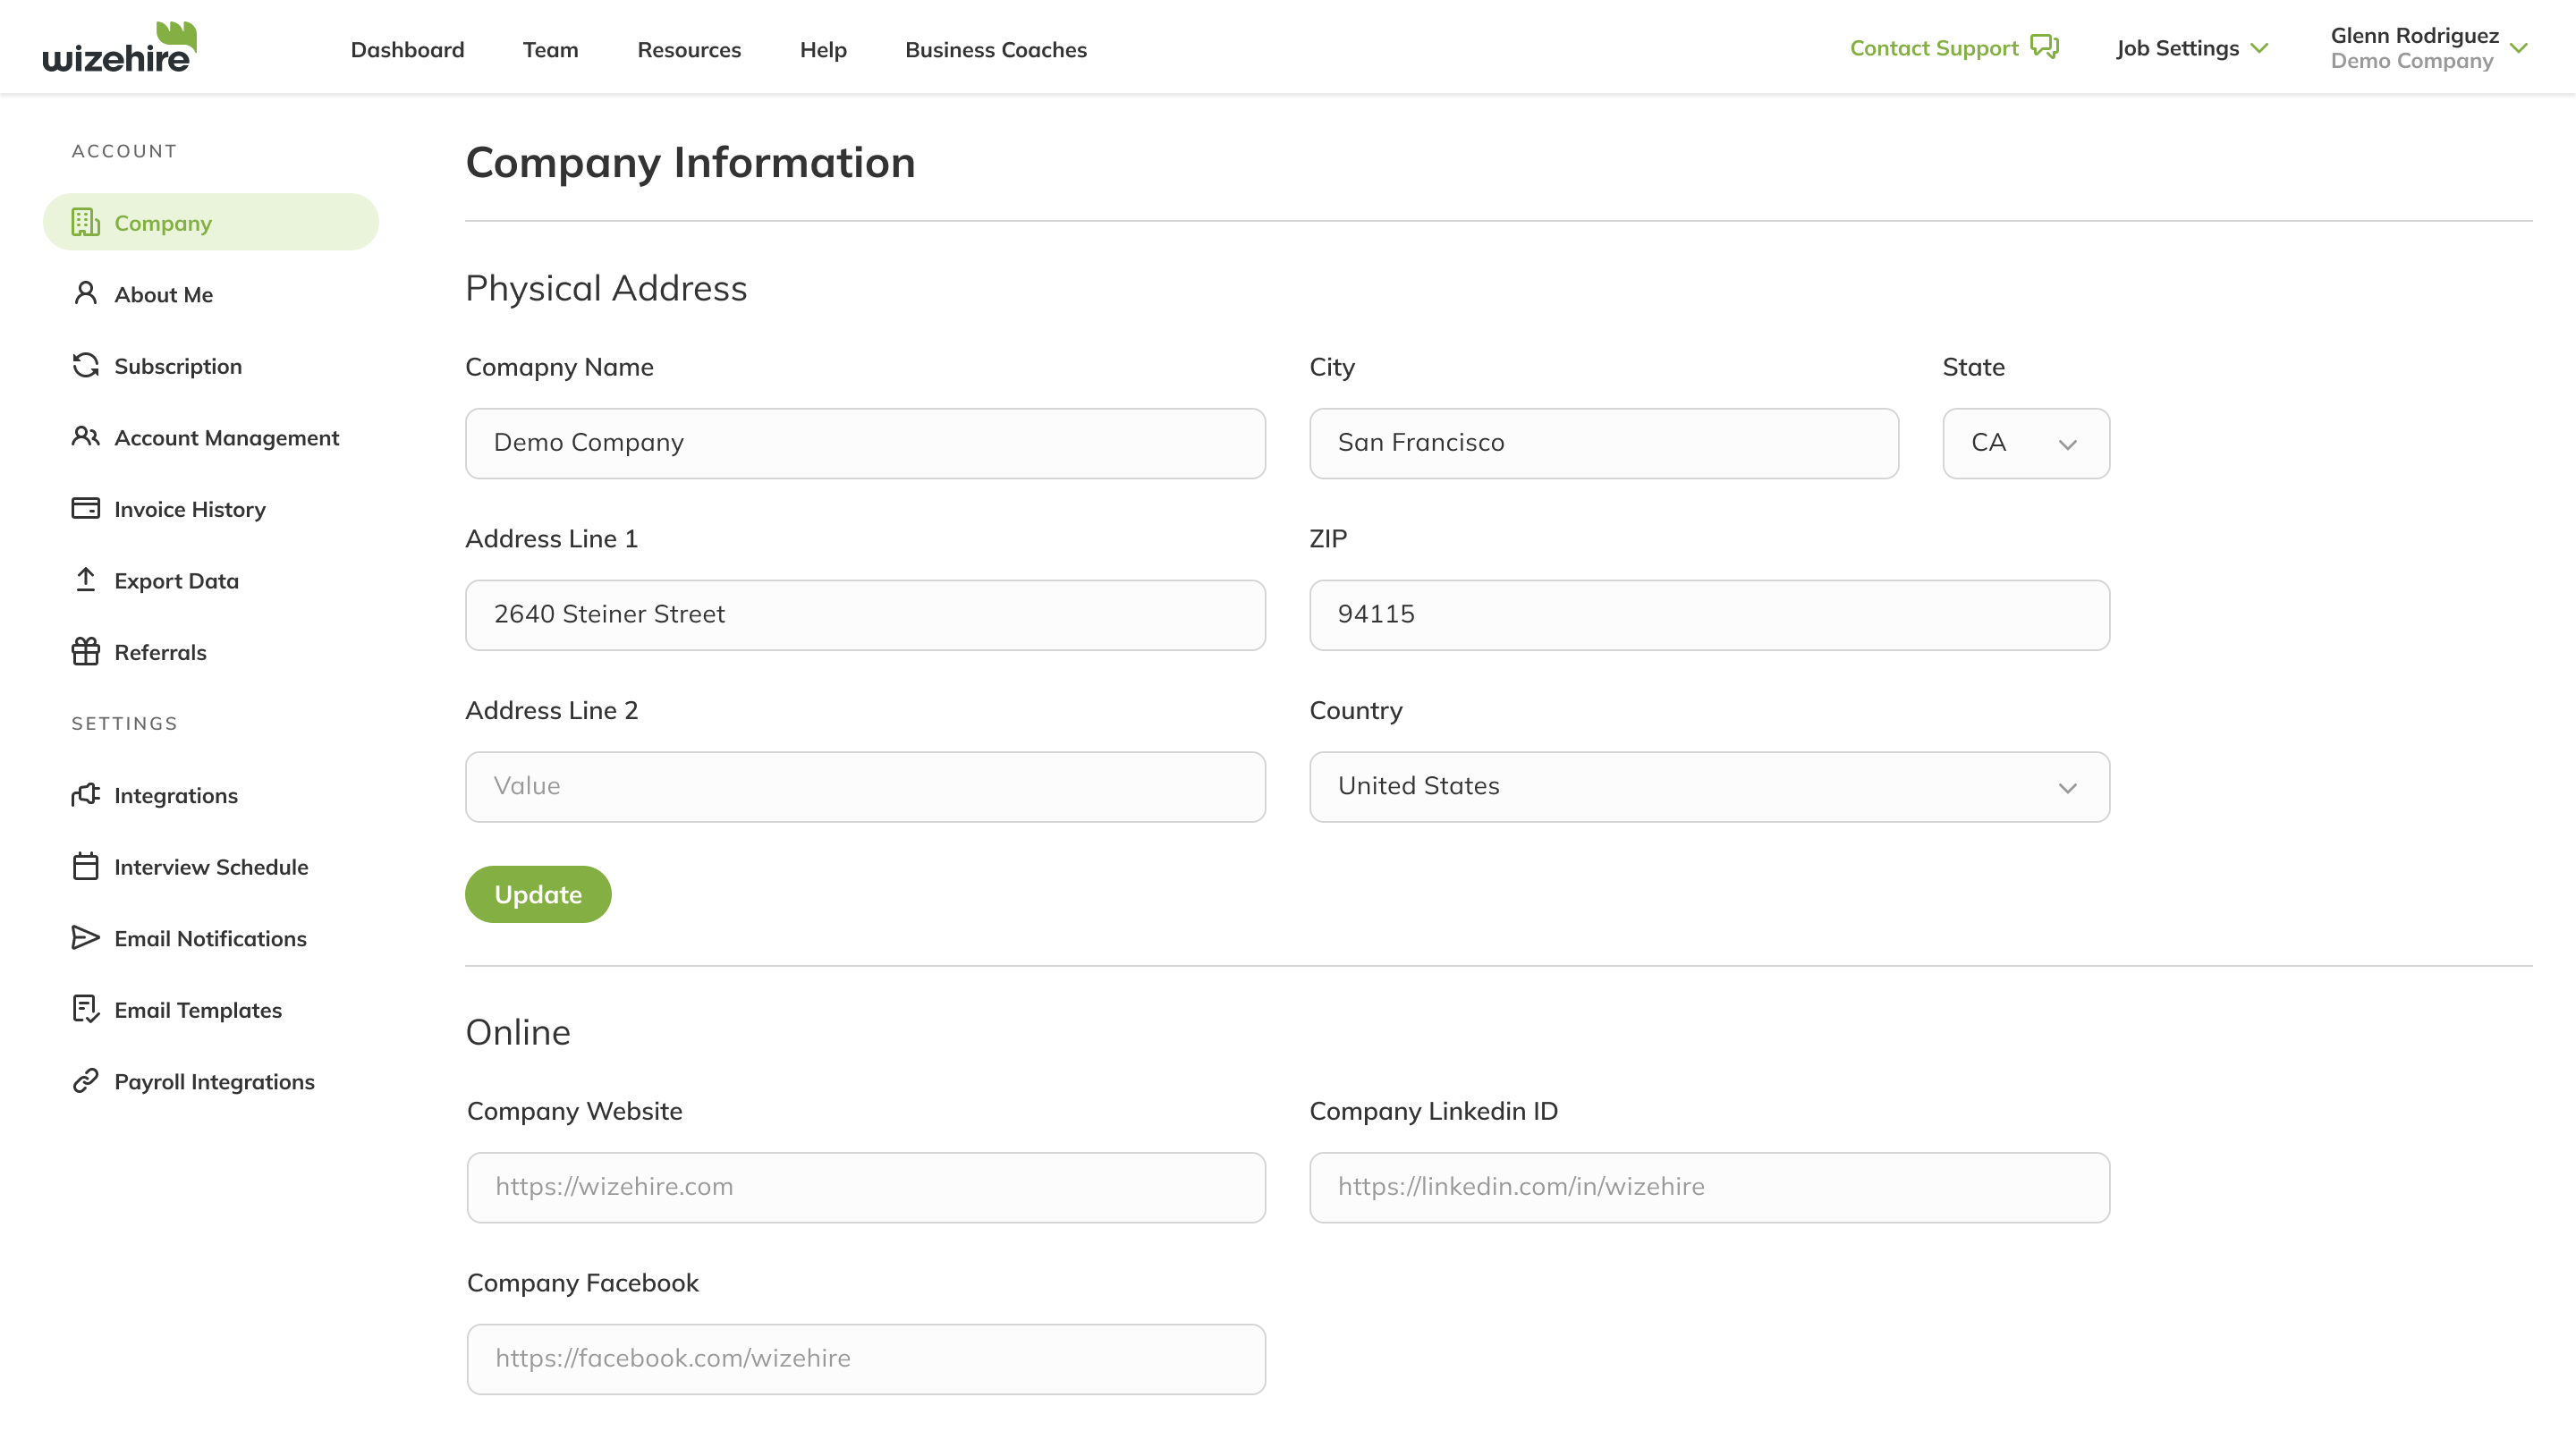 wizehire
Dashboard Team Resources Help Business Coaches
Contact Support
Job Settings
Glenn Rodriguez
Demo Company
ACCOUNT
Company
About Me
Subscription
Account Management
Invoice History
Export Data
Referrals
SETTINGS
Integrations
Interview Schedule
Email Notifications
Email Templates
Payroll Integrations
Company Information
Physical Address
Comapny Name
City
State
Demo Company
San Francisco
CA
Address Line 1
ZIP
2640 Steiner Street
94115
Address Line 2
Country
Value
United States
Update
Online
Company Website
Company Linkedin ID
https://wizehire.com
https://linkedin.com/in/wizehire
Company Facebook
https://facebook.com/wizehire